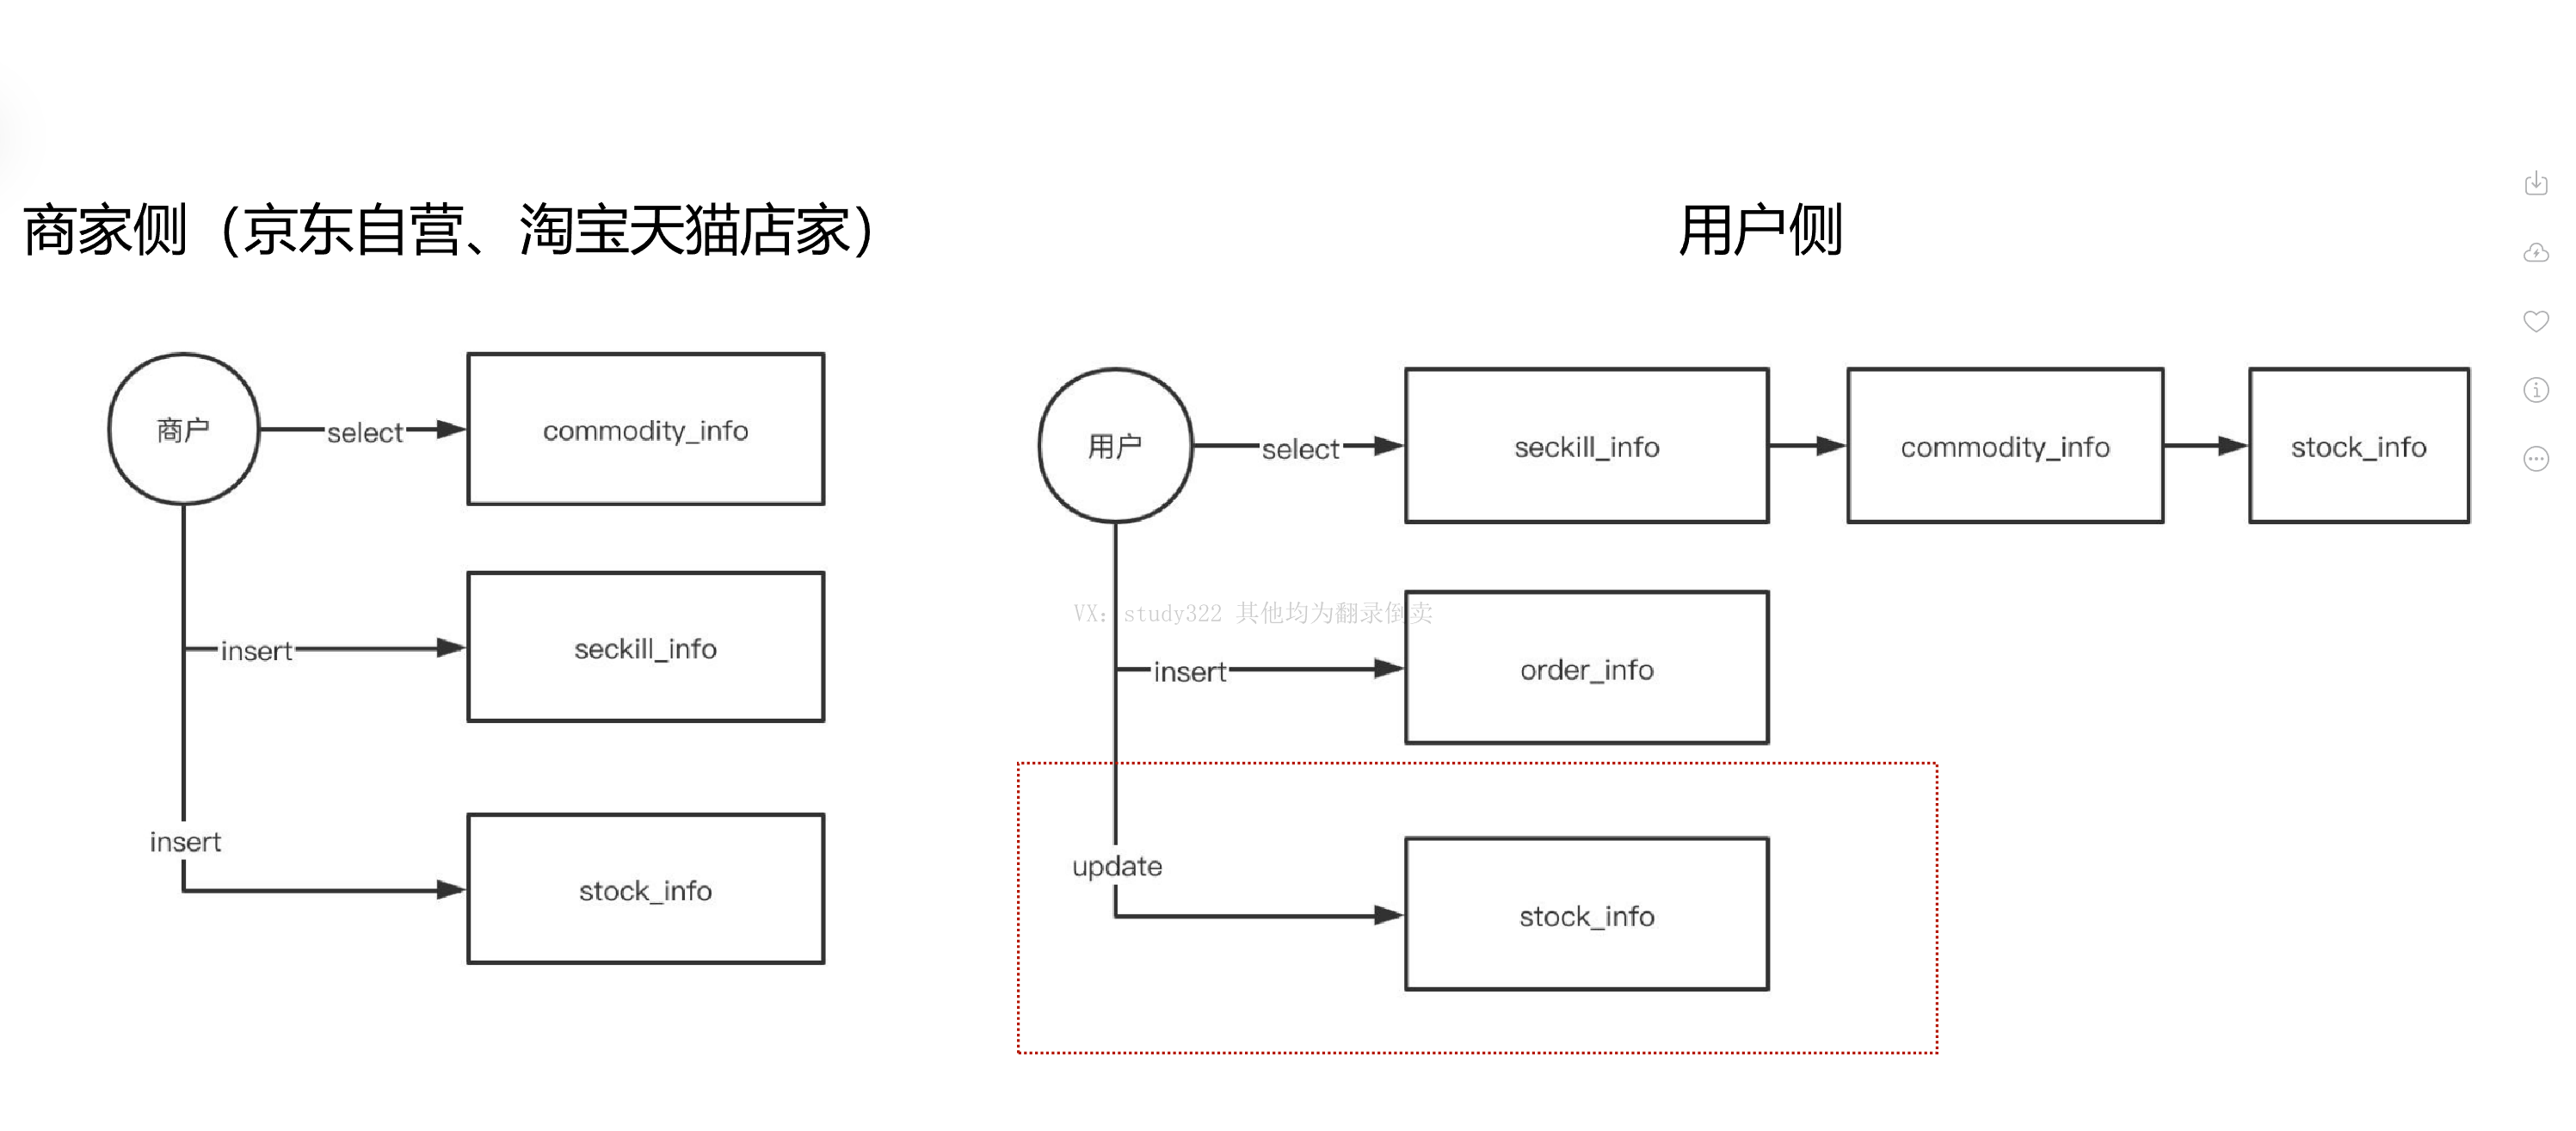 商家侧（京东自营、淘宝天猫店家）
用户侧
商户
select
commodity_info
insert
seckill_info
insert
stock_info
用户
select
seckill_info
commodity_info
stock_info
VX: study322 其他均为翻录倒卖
insert
order_info
update
stock_info